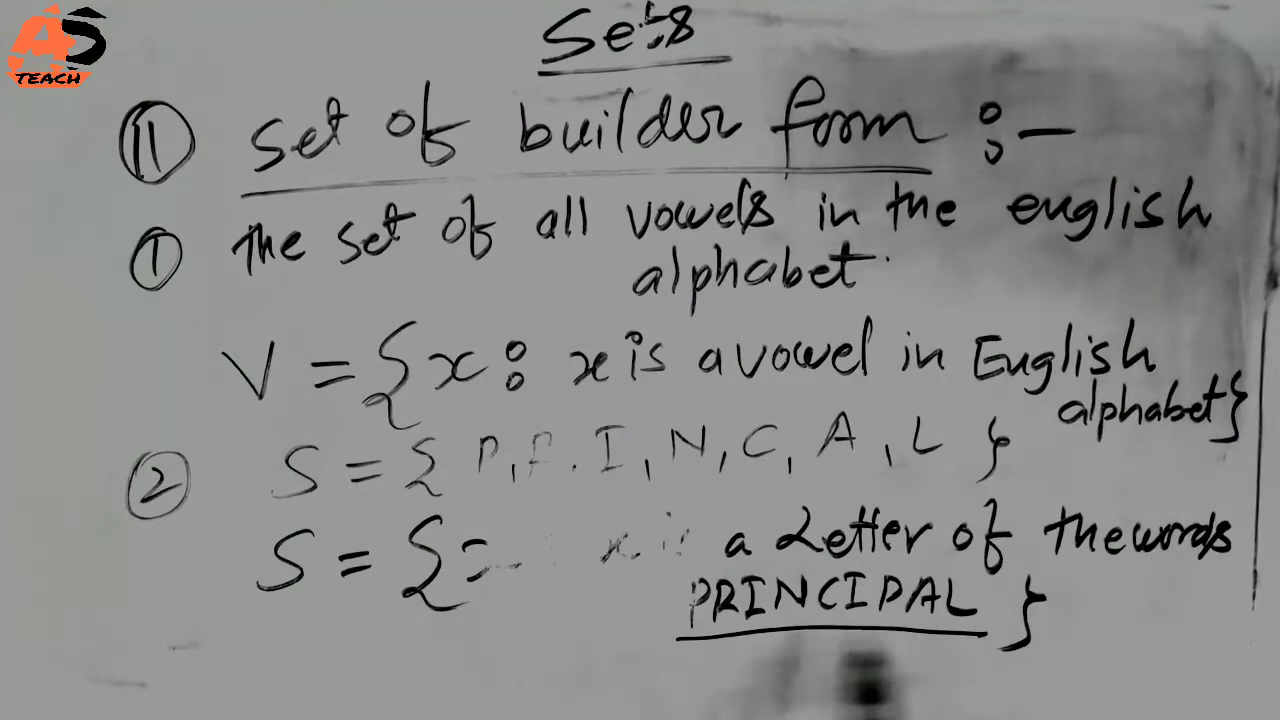 AS
TEACH
Sets
II Set of builder form :-
1 The set of all vowels in the english
alphabet.
V = {x : x is a vowel in English
alphabet}
2 S = { P, R, I, N, C, A, L }
S = { x is a Letter of the words
PRINCIPAL }